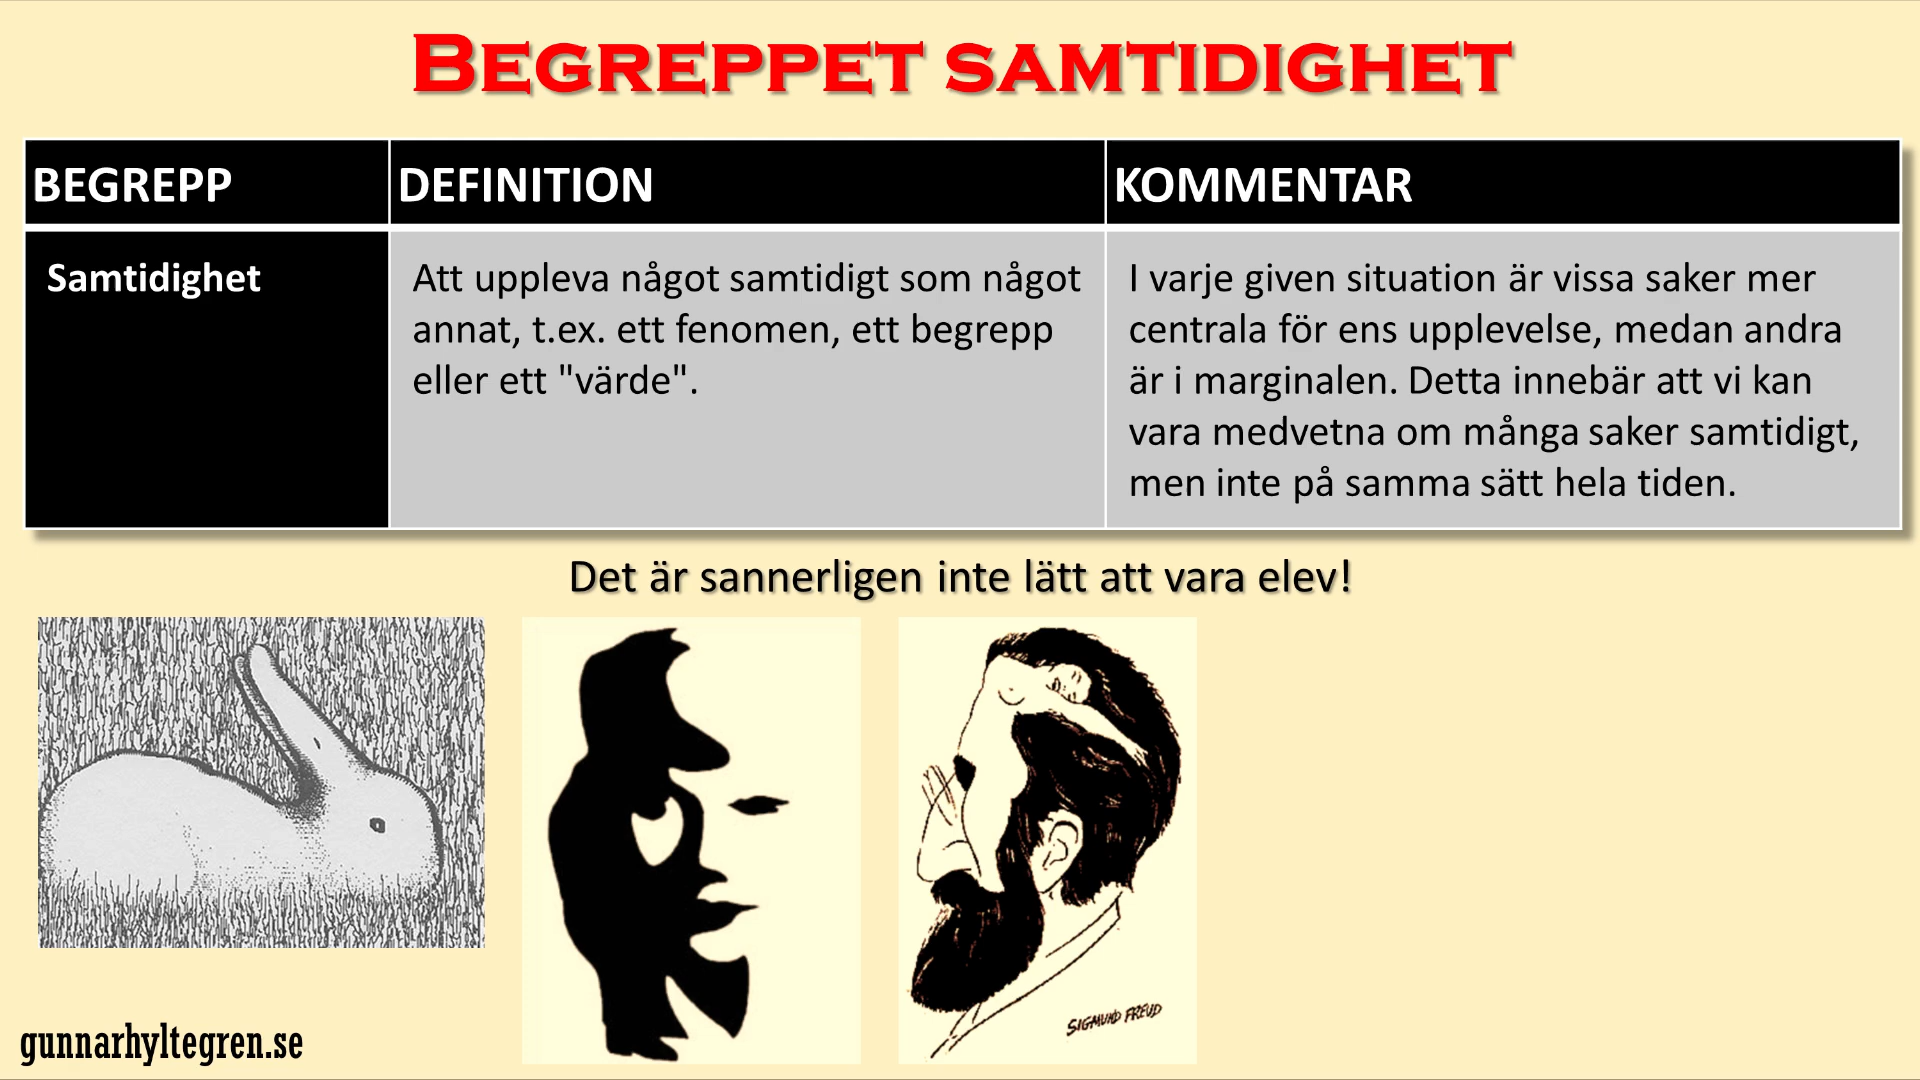 BEGREPPET SAMTIDIGHET
BEGREPP
DEFINITION
KOMMENTAR
Samtidighet
Att uppleva något samtidigt som något
annat, t.ex. ett fenomen, ett begrepp
eller ett "värde".
I varje given situation är vissa saker mer
centrala för ens upplevelse, medan andra
är i marginalen. Detta innebär att vi kan
vara medvetna om många saker samtidigt,
men inte på samma sätt hela tiden.
Det är sannerligen inte lätt att vara elev!
SIGMUND FREUD
gunnarhyltegren.se